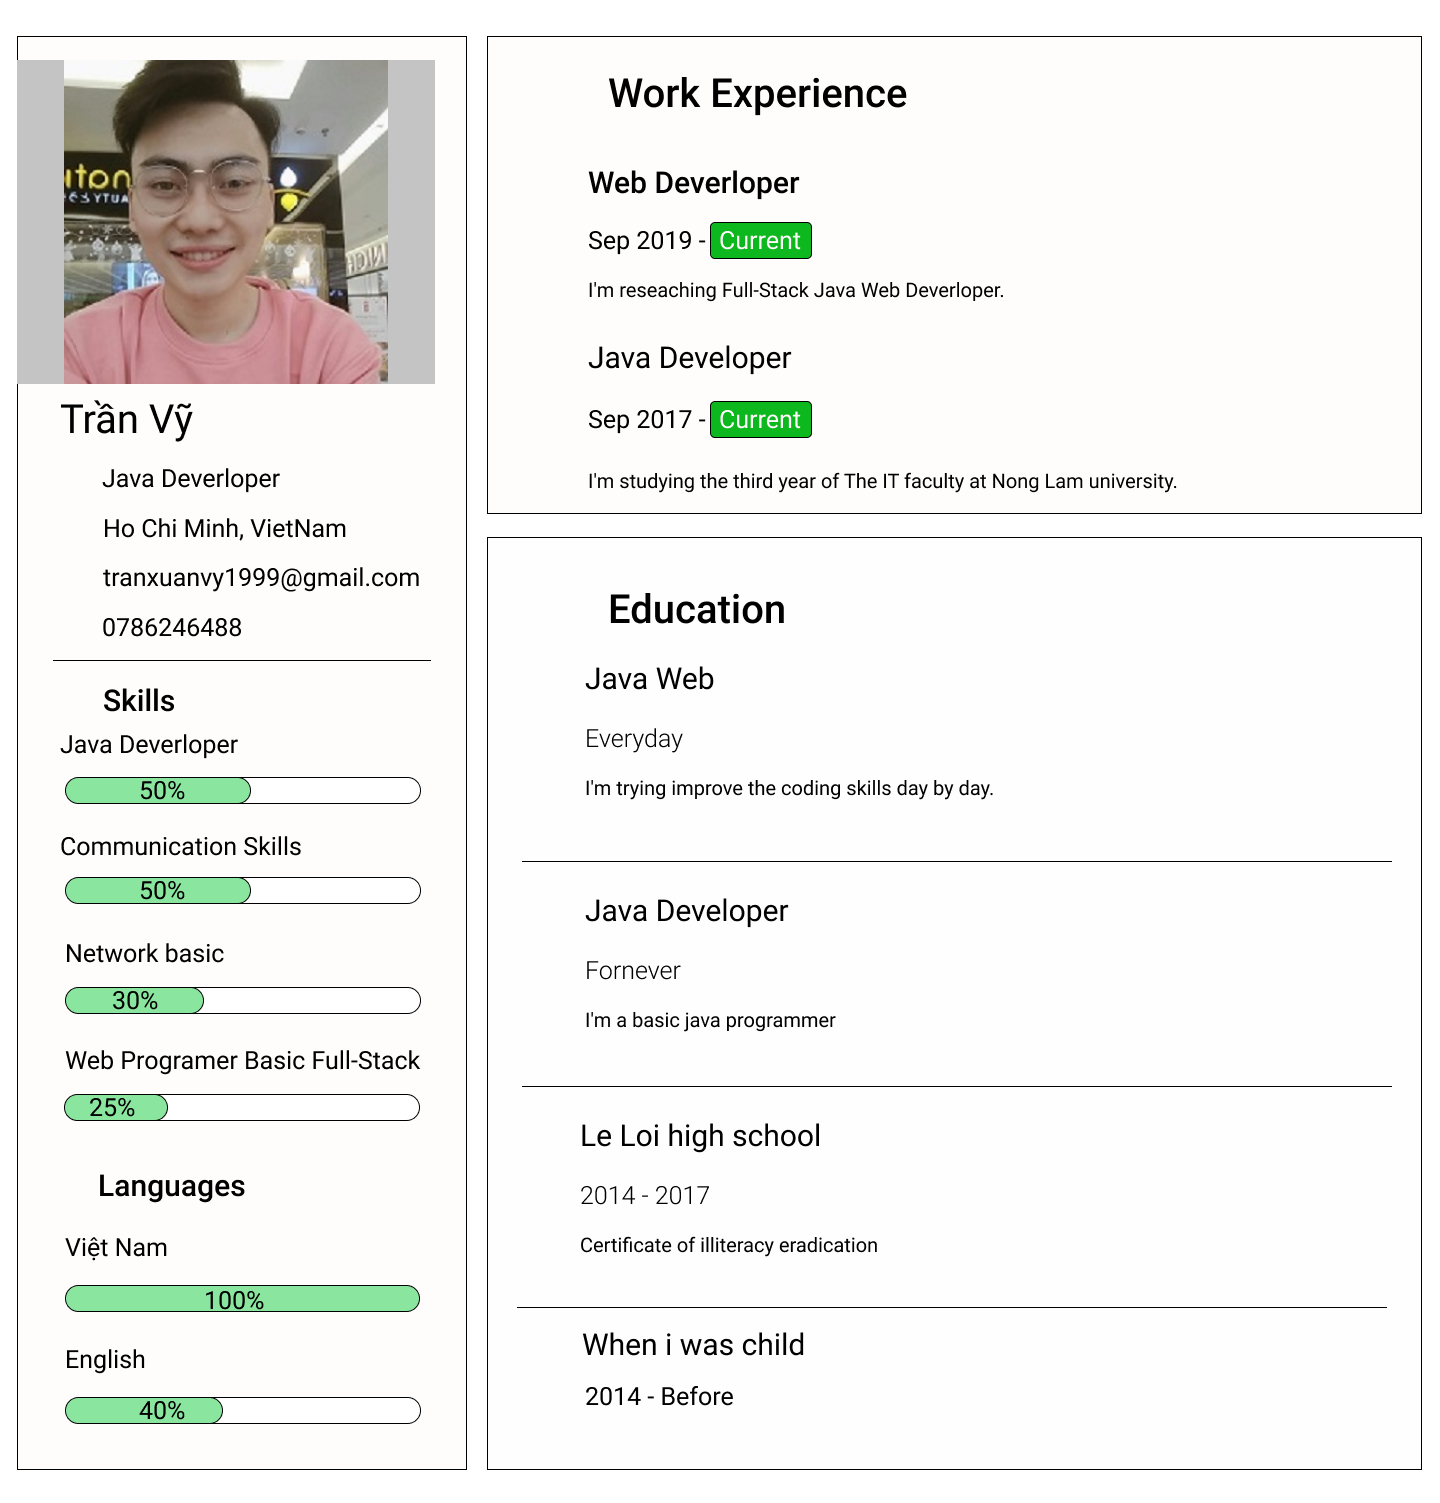 Trần Vỹ
Java Deverloper
Ho Chi Minh, VietNam
tranxuanvy1999@gmail.com
0786246488
Skills
Java Deverloper
50%
Communication Skills
50%
Network basic
30%
Web Programer Basic Full-Stack
25%
Languages
Việt Nam
100%
English
40%
Work Experience
Web Deverloper
Sep 2019 - Current
I'm reseaching Full-Stack Java Web Deverloper.
Java Developer
Sep 2017 - Current
I'm studying the third year of The IT faculty at Nong Lam university.
Education
Java Web
Everyday
I'm trying improve the coding skills day by day.
Java Developer
Fornever
I'm a basic java programmer
Le Loi high school
2014 - 2017
Certificate of illiteracy eradication
When i was child
2014 - Before